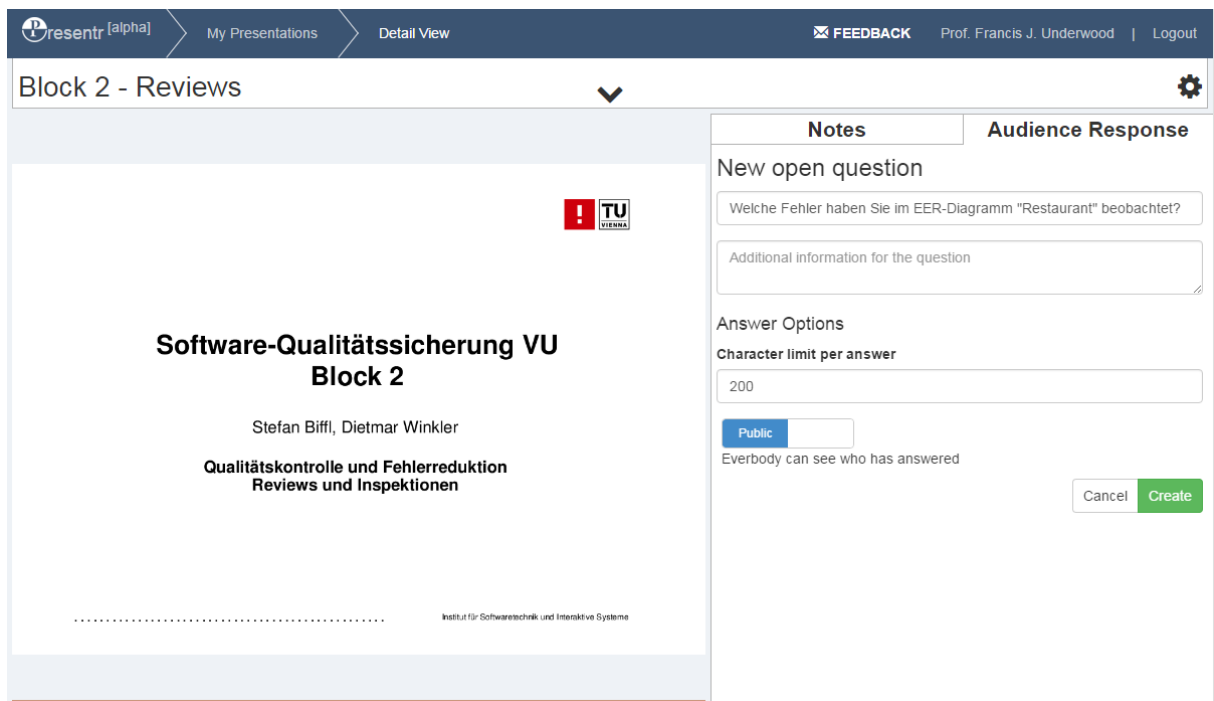 Presentr [alpha] My Presentations Detail View FEEDBACK Prof. Francis J. Underwood | Logout
Block 2 - Reviews
Notes Audience Response
! TU
VIENNA
Software-Qualitätssicherung VU
Block 2
Stefan Biffl, Dietmar Winkler
Qualitätskontrolle und Fehlerreduktion
Reviews und Inspektionen
Institut für Softwaretechnik und Interaktive Systeme
New open question
Welche Fehler haben Sie im EER-Diagramm "Restaurant" beobachtet?
Additional information for the question
Answer Options
Character limit per answer
200
Public
Everbody can see who has answered
Cancel Create